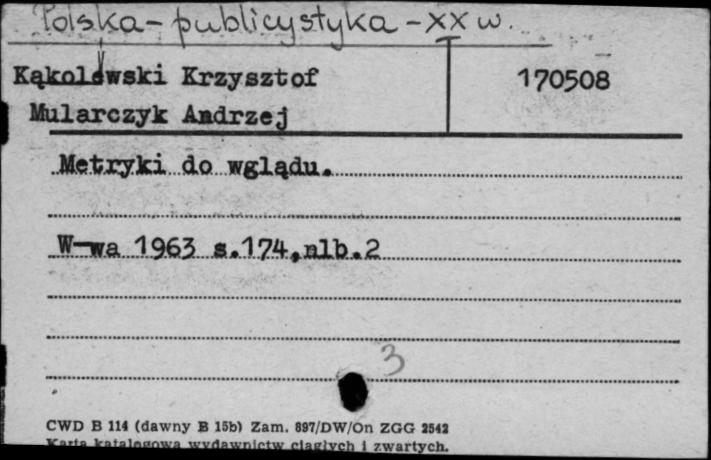 Polska - publicystyka - XX w.
Kąkolewski Krzysztof 170508
Mularczyk Andrzej
Metryki do wglądu.
W-wa 1963 s.174,nlb.2
3
CWD B 114 (dawny B 15b) Zam. 897/DW/On ZGG 2542
Karta katalogowa wydawnictw ciągłych i zwartych.